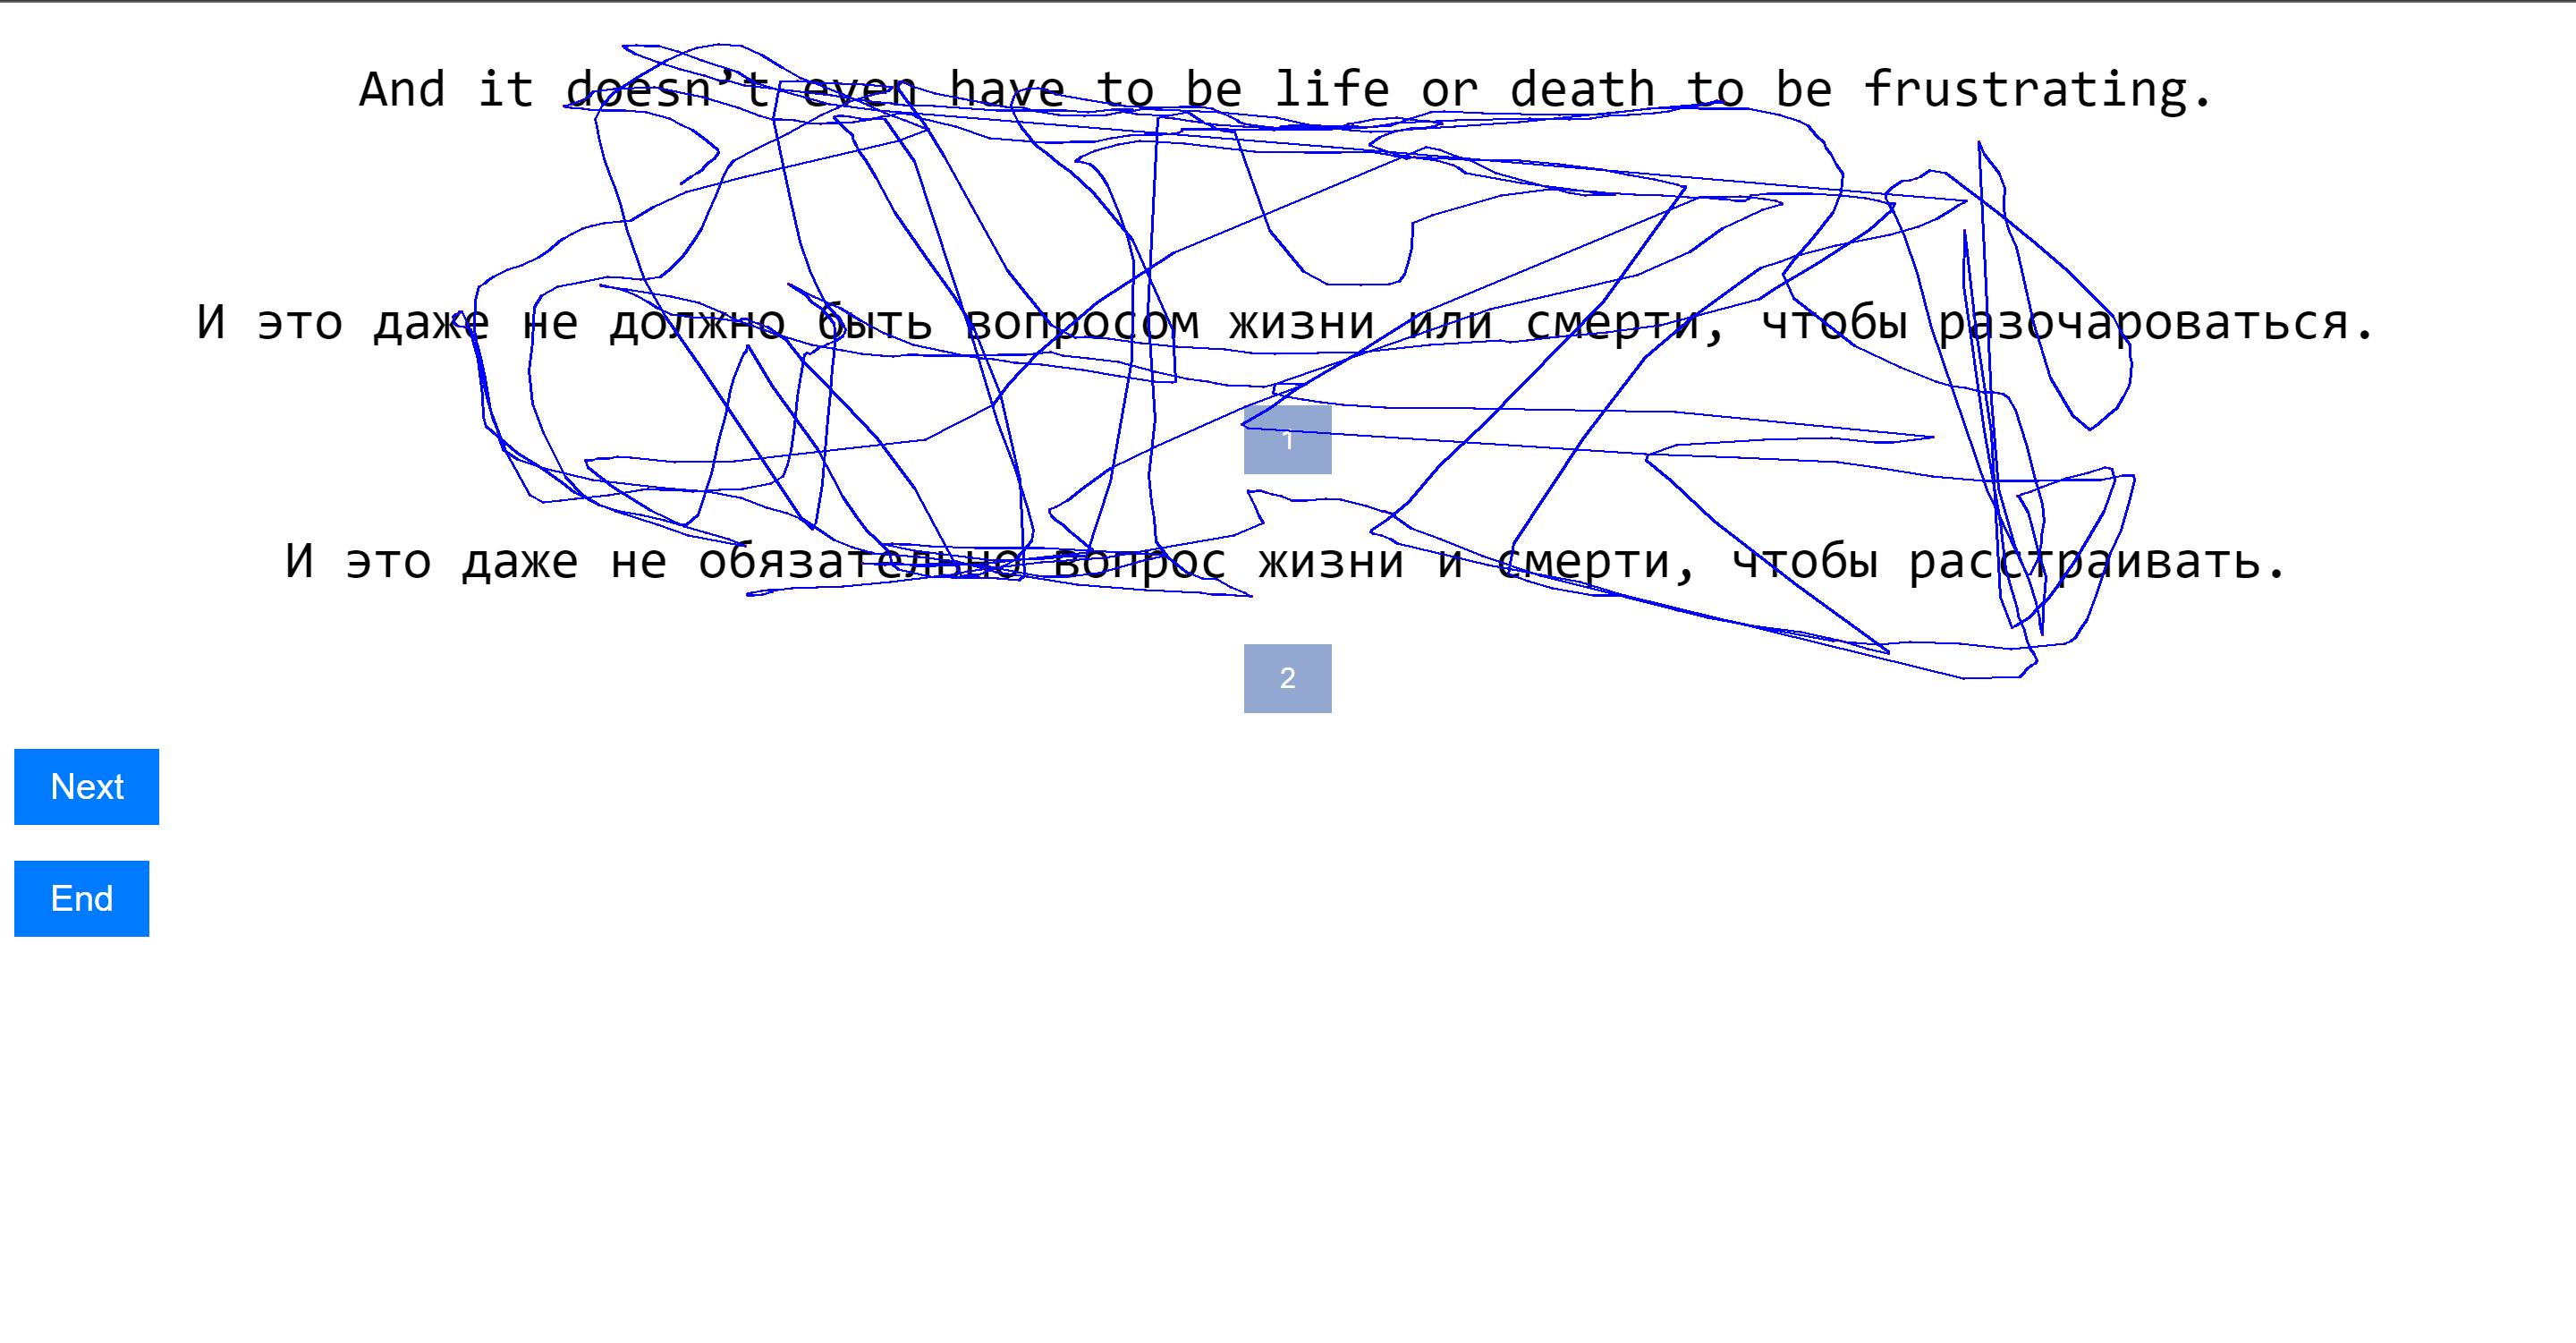 And it doesn’t even have to be life or death to be frustrating.
И это даже не должно быть вопросом жизни или смерти, чтобы разочароваться.
1
И это даже не обязательно вопрос жизни и смерти, чтобы расстраивать.
2
Next
End